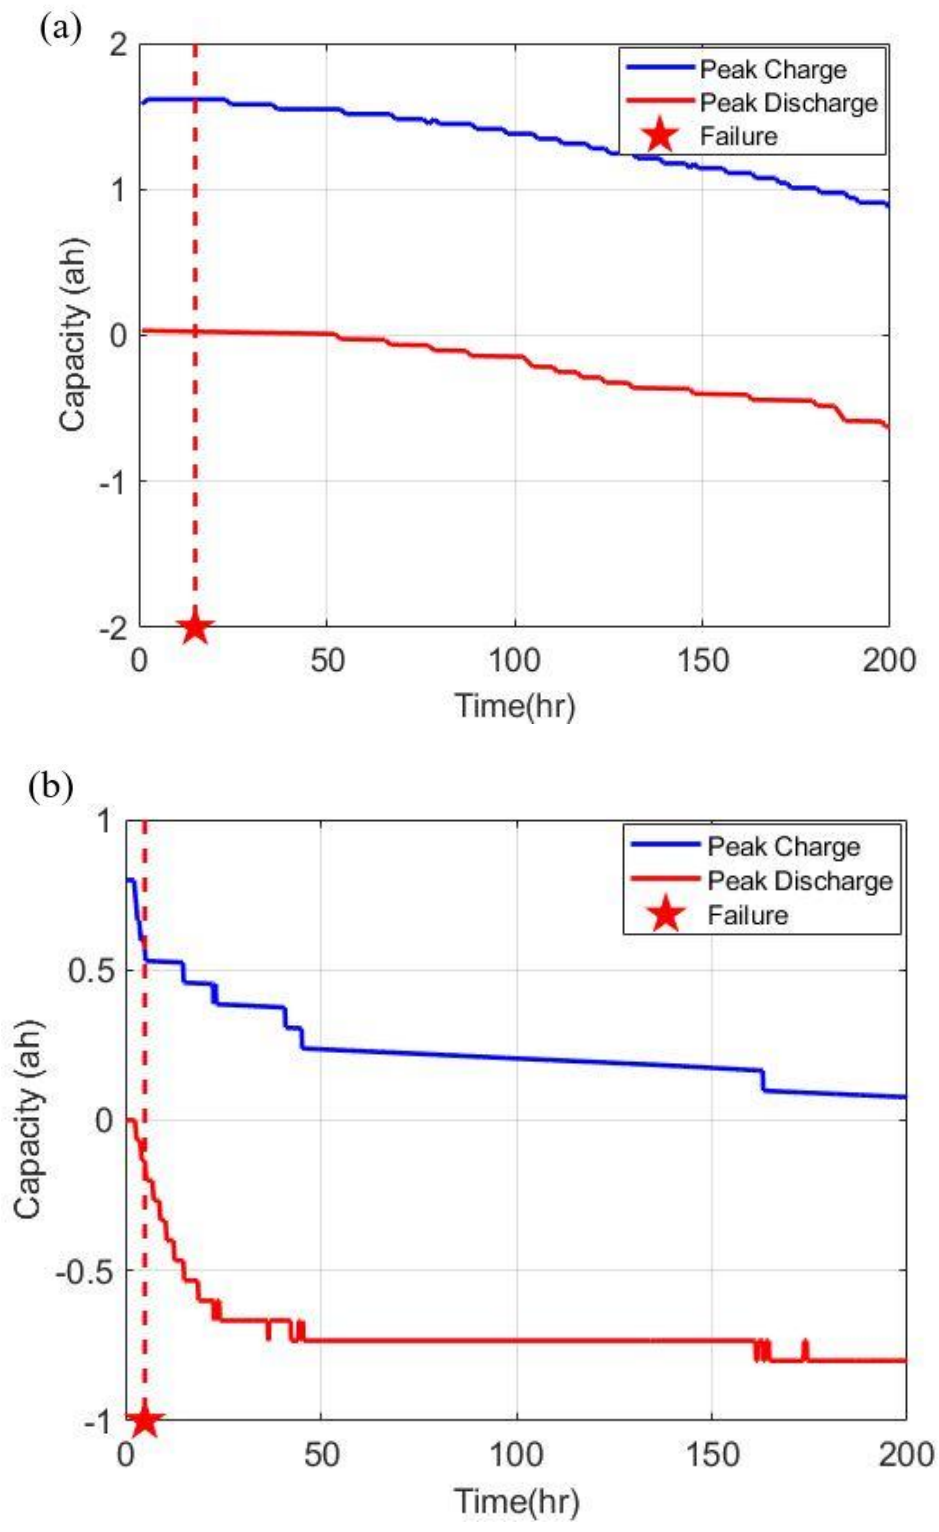 (a)
2
1
0
-1
-2
Capacity (ah)
Peak Charge
Peak Discharge
Failure
0 50 100 150 200
Time(hr)
(b)
1
0.5
0
-0.5
-1
Capacity (ah)
Peak Charge
Peak Discharge
Failure
0 50 100 150 200
Time(hr)